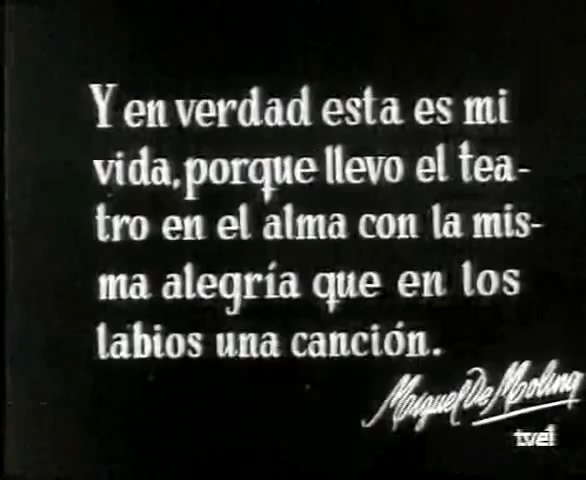 Y en verdad esta es mi
vida, porque llevo el tea-
tro en el alma con la mis-
ma alegría que en los
labios una canción.
Miguel De Molina
tve1